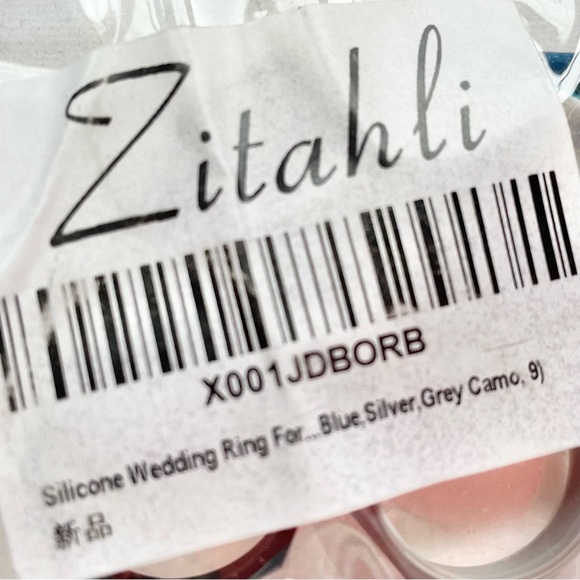 Zitahli
X001JDBORB
Silicone Wedding Ring For...Blue,Silver,Grey Camo, 9)
新品